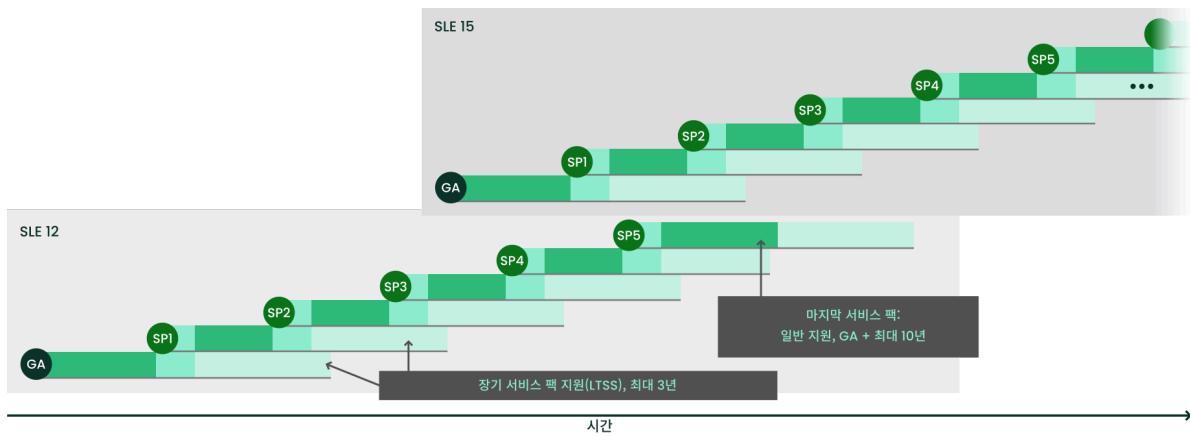 SLE 15
SP5
SP4
•••
SP3
SP2
SP1
GA
SLE 12
SP5
SP4
SP3
마지막 서비스 팩:
일반 지원, GA + 최대 10년
SP2
SP1
GA
장기 서비스 팩 지원(LTSS), 최대 3년
시간